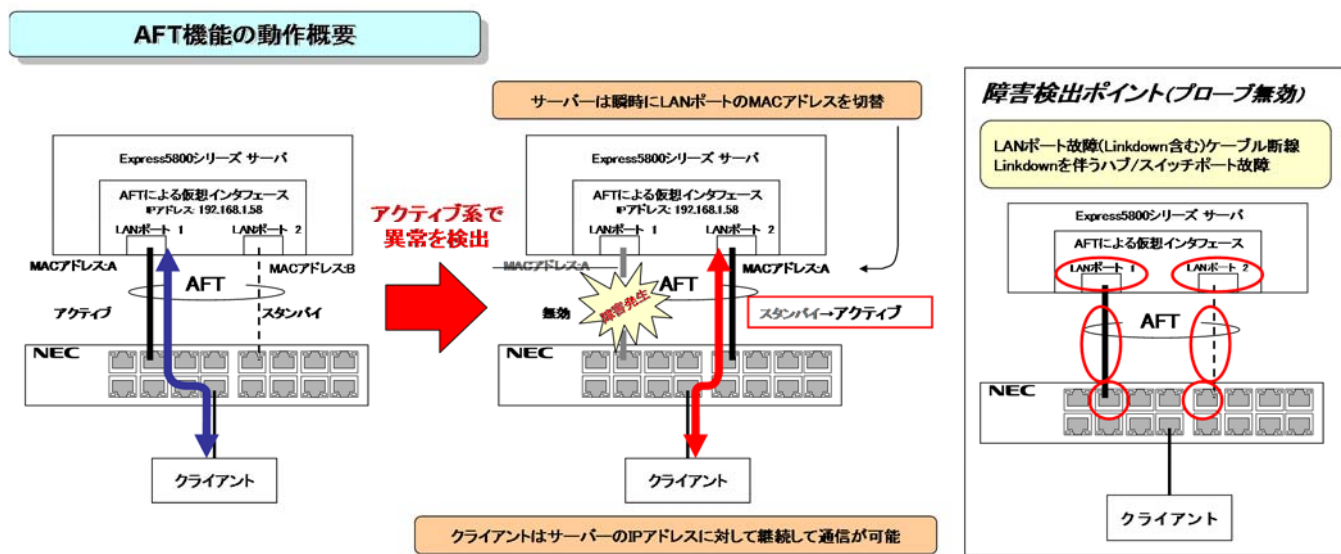 AFT機能の動作概要
サーバーは瞬時にLANポートのMACアドレスを切替
Express5800シリーズ サーバ
AFTによる仮想インタフェース
IPアドレス: 192.168.1.58
LANポート 1
LANポート 2
MACアドレス:A
MACアドレス:B
AFT
アクティブ
スタンバイ
NEC
クライアント
アクティブ系で
異常を検出
Express5800シリーズ サーバ
AFTによる仮想インタフェース
IPアドレス: 192.168.1.58
LANポート 1
LANポート 2
MACアドレス:A
MACアドレス:A
AFT
障害発生
無効
スタンバイ→アクティブ
NEC
クライアント
クライアントはサーバーのIPアドレスに対して継続して通信が可能
障害検出ポイント(プローブ無効)
LANポート故障(Linkdown含む)ケーブル断線
Linkdownを伴うハブ/スイッチポート故障
Express5800シリーズ サーバ
AFTによる仮想インタフェース
LANポート 1
LANポート 2
AFT
NEC
クライアント